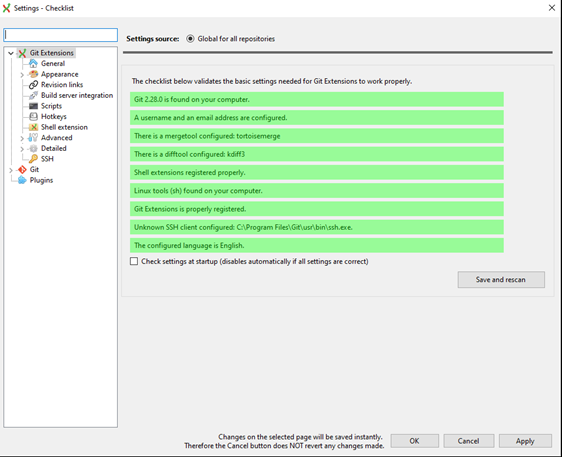 Settings - Checklist
Settings source: Global for all repositories
Git Extensions
General
Appearance
Revision links
Build server integration
Scripts
Hotkeys
Shell extension
Advanced
Detailed
SSH
Git
Plugins
The checklist below validates the basic settings needed for Git Extensions to work properly.
Git 2.28.0 is found on your computer.
A username and an email address are configured.
There is a mergetool configured: tortoisemerge
There is a difftool configured: kdiff3
Shell extensions registered properly.
Linux tools (sh) found on your computer.
Git Extensions is properly registered.
Unknown SSH client configured: C:\Program Files\Git\usr\bin\ssh.exe.
The configured language is English.
Check settings at startup (disables automatically if all settings are correct)
Save and rescan
Changes on the selected page will be saved instantly.
Therefore the Cancel button does NOT revert any changes made.
OK
Cancel
Apply